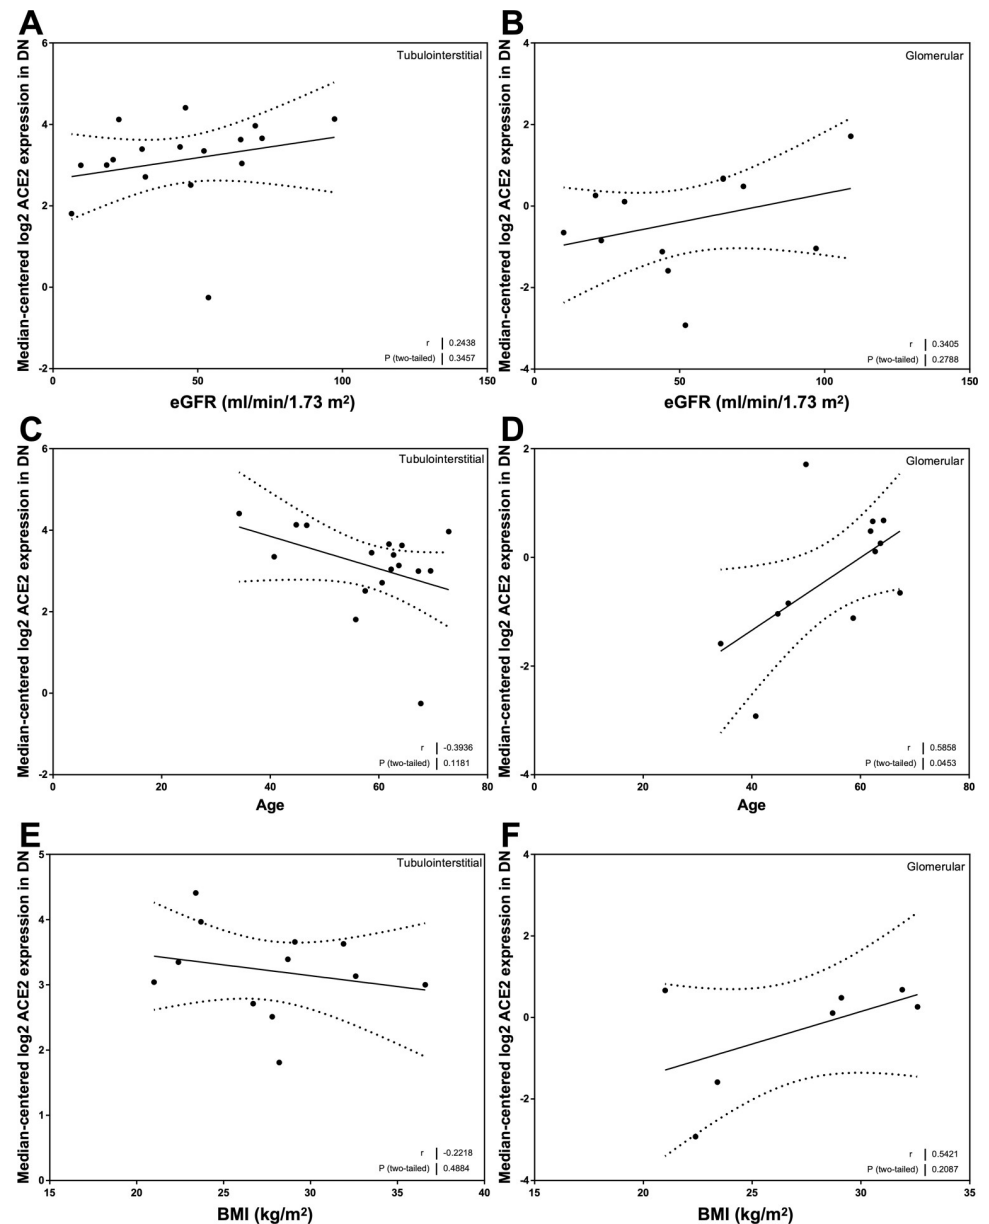 A
Median-centered log2 ACE2 expression in DN
Tubulointerstitial
6
4
2
0
-2
0 50 100 150
r 0.2438
P (two-tailed) 0.3457
eGFR (ml/min/1.73 m²)
B
Median-centered log2 ACE2 expression in DN
Glomerular
4
2
0
-2
-4
0 50 100 150
r 0.3405
P (two-tailed) 0.2788
eGFR (ml/min/1.73 m²)
C
Median-centered log2 ACE2 expression in DN
Tubulointerstitial
6
4
2
0
-2
0 20 40 60 80
r -0.3936
P (two-tailed) 0.1181
Age
D
Median-centered log2 ACE2 expression in DN
Glomerular
2
0
-2
-4
0 20 40 60 80
r 0.5858
P (two-tailed) 0.0453
Age
E
Median-centered log2 ACE2 expression in DN
Tubulointerstitial
5
4
3
2
1
0
15 20 25 30 35 40
r -0.2218
P (two-tailed) 0.4884
BMI (kg/m²)
F
Median-centered log2 ACE2 expression in DN
Glomerular
4
2
0
-2
-4
15 20 25 30 35
r 0.5421
P (two-tailed) 0.2087
BMI (kg/m²)